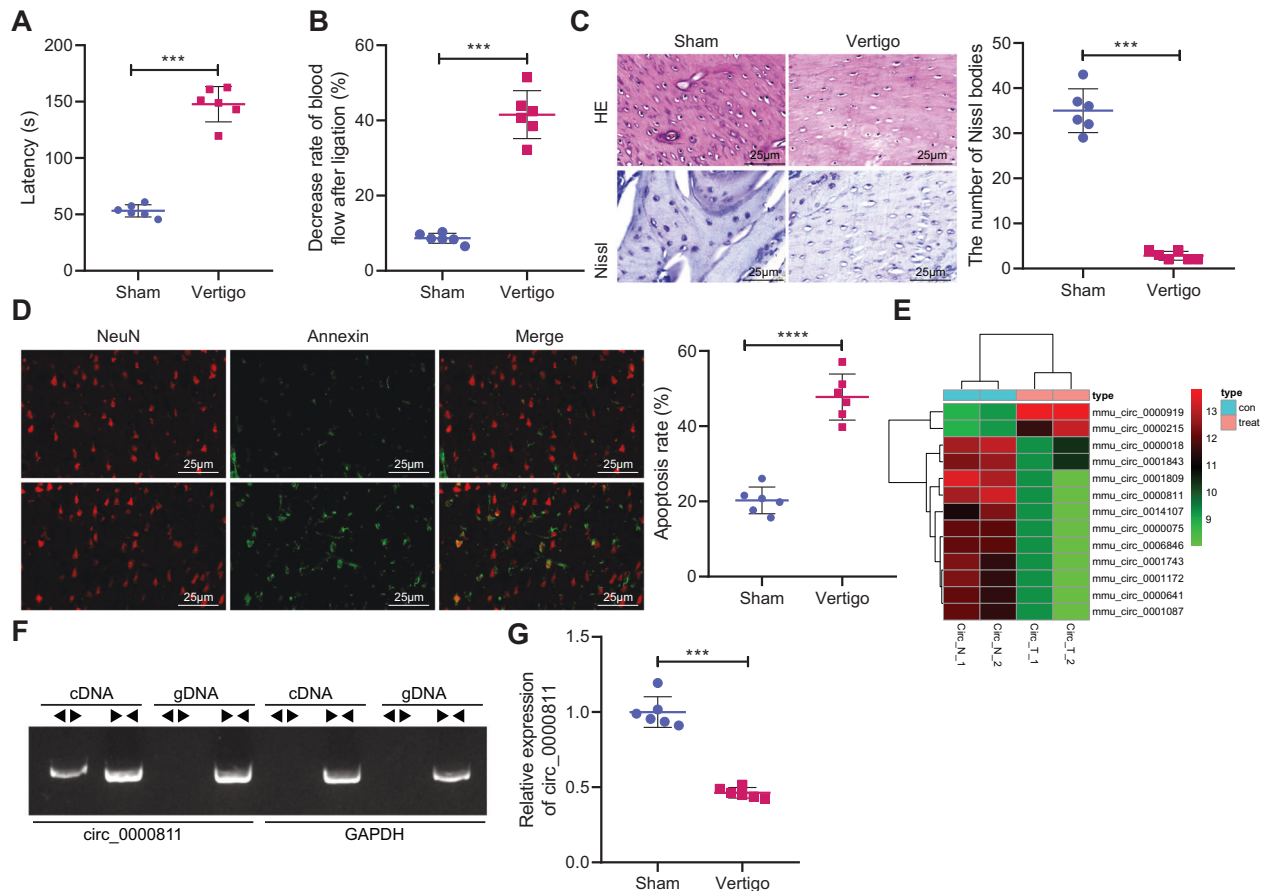 A
Latency (s)
200
150
100
50
0
***
Sham
Vertigo
B
Decrease rate of blood
flow after ligation (%)
60
40
20
0
***
Sham
Vertigo
C
Sham
Vertigo
HE
Nissl
25μm
25μm
25μm
25μm
The number of Nissl bodies
50
40
30
20
10
0
***
Sham
Vertigo
D
NeuN
Annexin
Merge
25μm
25μm
25μm
25μm
25μm
25μm
Apoptosis rate (%)
60
40
20
0
****
Sham
Vertigo
E
type
mmu_circ_0000919
mmu_circ_0000215
mmu_circ_0000018
mmu_circ_0001843
mmu_circ_0001809
mmu_circ_0000811
mmu_circ_0014107
mmu_circ_0000075
mmu_circ_0006846
mmu_circ_0001743
mmu_circ_0001172
mmu_circ_0000641
mmu_circ_0001087
Circ_N_1
Circ_N_2
Circ_T_1
Circ_T_2
13
12
11
10
9
type
con
treat
F
cDNA
gDNA
cDNA
gDNA
circ_0000811
GAPDH
G
Relative expression
of circ_0000811
1.5
1.0
0.5
0.0
***
Sham
Vertigo